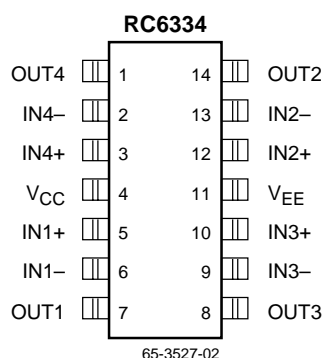 RC6334
OUT4 1 14 OUT2
IN4– 2 13 IN2–
IN4+ 3 12 IN2+
VCC 4 11 VEE
IN1+ 5 10 IN3+
IN1– 6 9 IN3–
OUT1 7 8 OUT3
65-3527-02